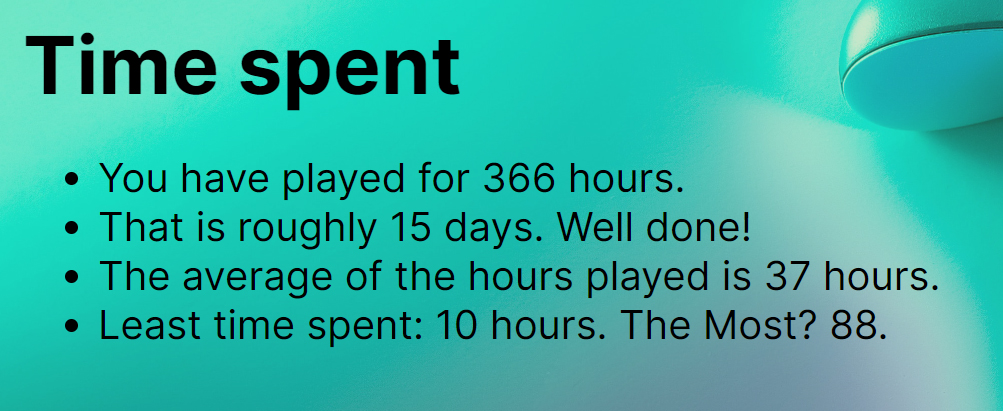 Time spent
• You have played for 366 hours.
• That is roughly 15 days. Well done!
• The average of the hours played is 37 hours.
• Least time spent: 10 hours. The Most? 88.